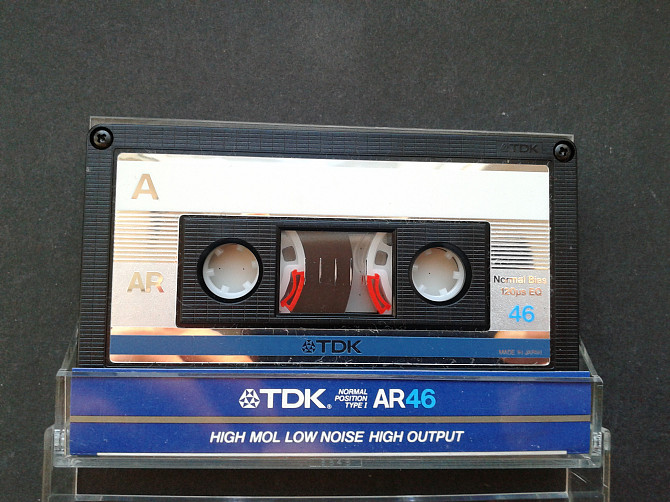 TDK
A
AR
Normal Bias
120µs EQ
46
TDK
MADE IN JAPAN
TDK® NORMAL POSITION TYPE I AR46
HIGH MOL LOW NOISE HIGH OUTPUT